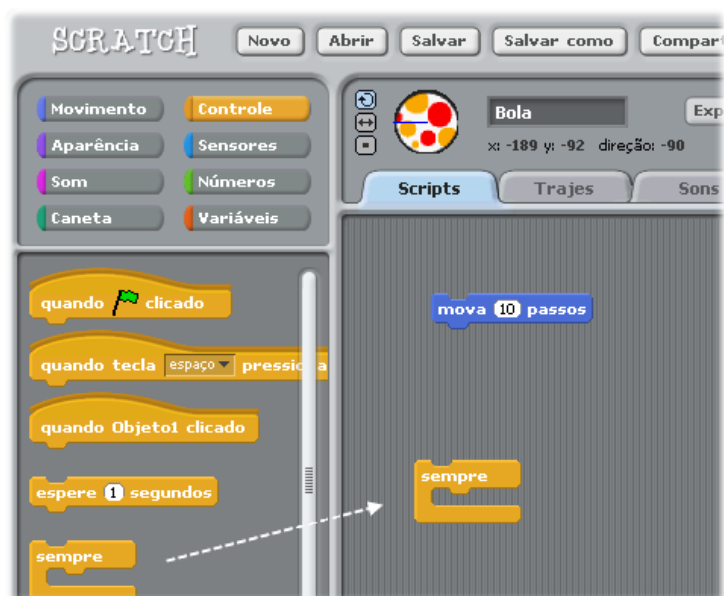 SCRATCH
Novo Abrir Salvar Salvar como Compart
Movimento Controle
Aparência Sensores
Som Números
Caneta Variáveis
Bola
Exp
x: -189 y: -92 direção: -90
Scripts Trajes Sons
quando clicado
quando tecla espaço pression a
quando Objeto1 clicado
espere 1 segundos
sempre
mova 10 passos
sempre